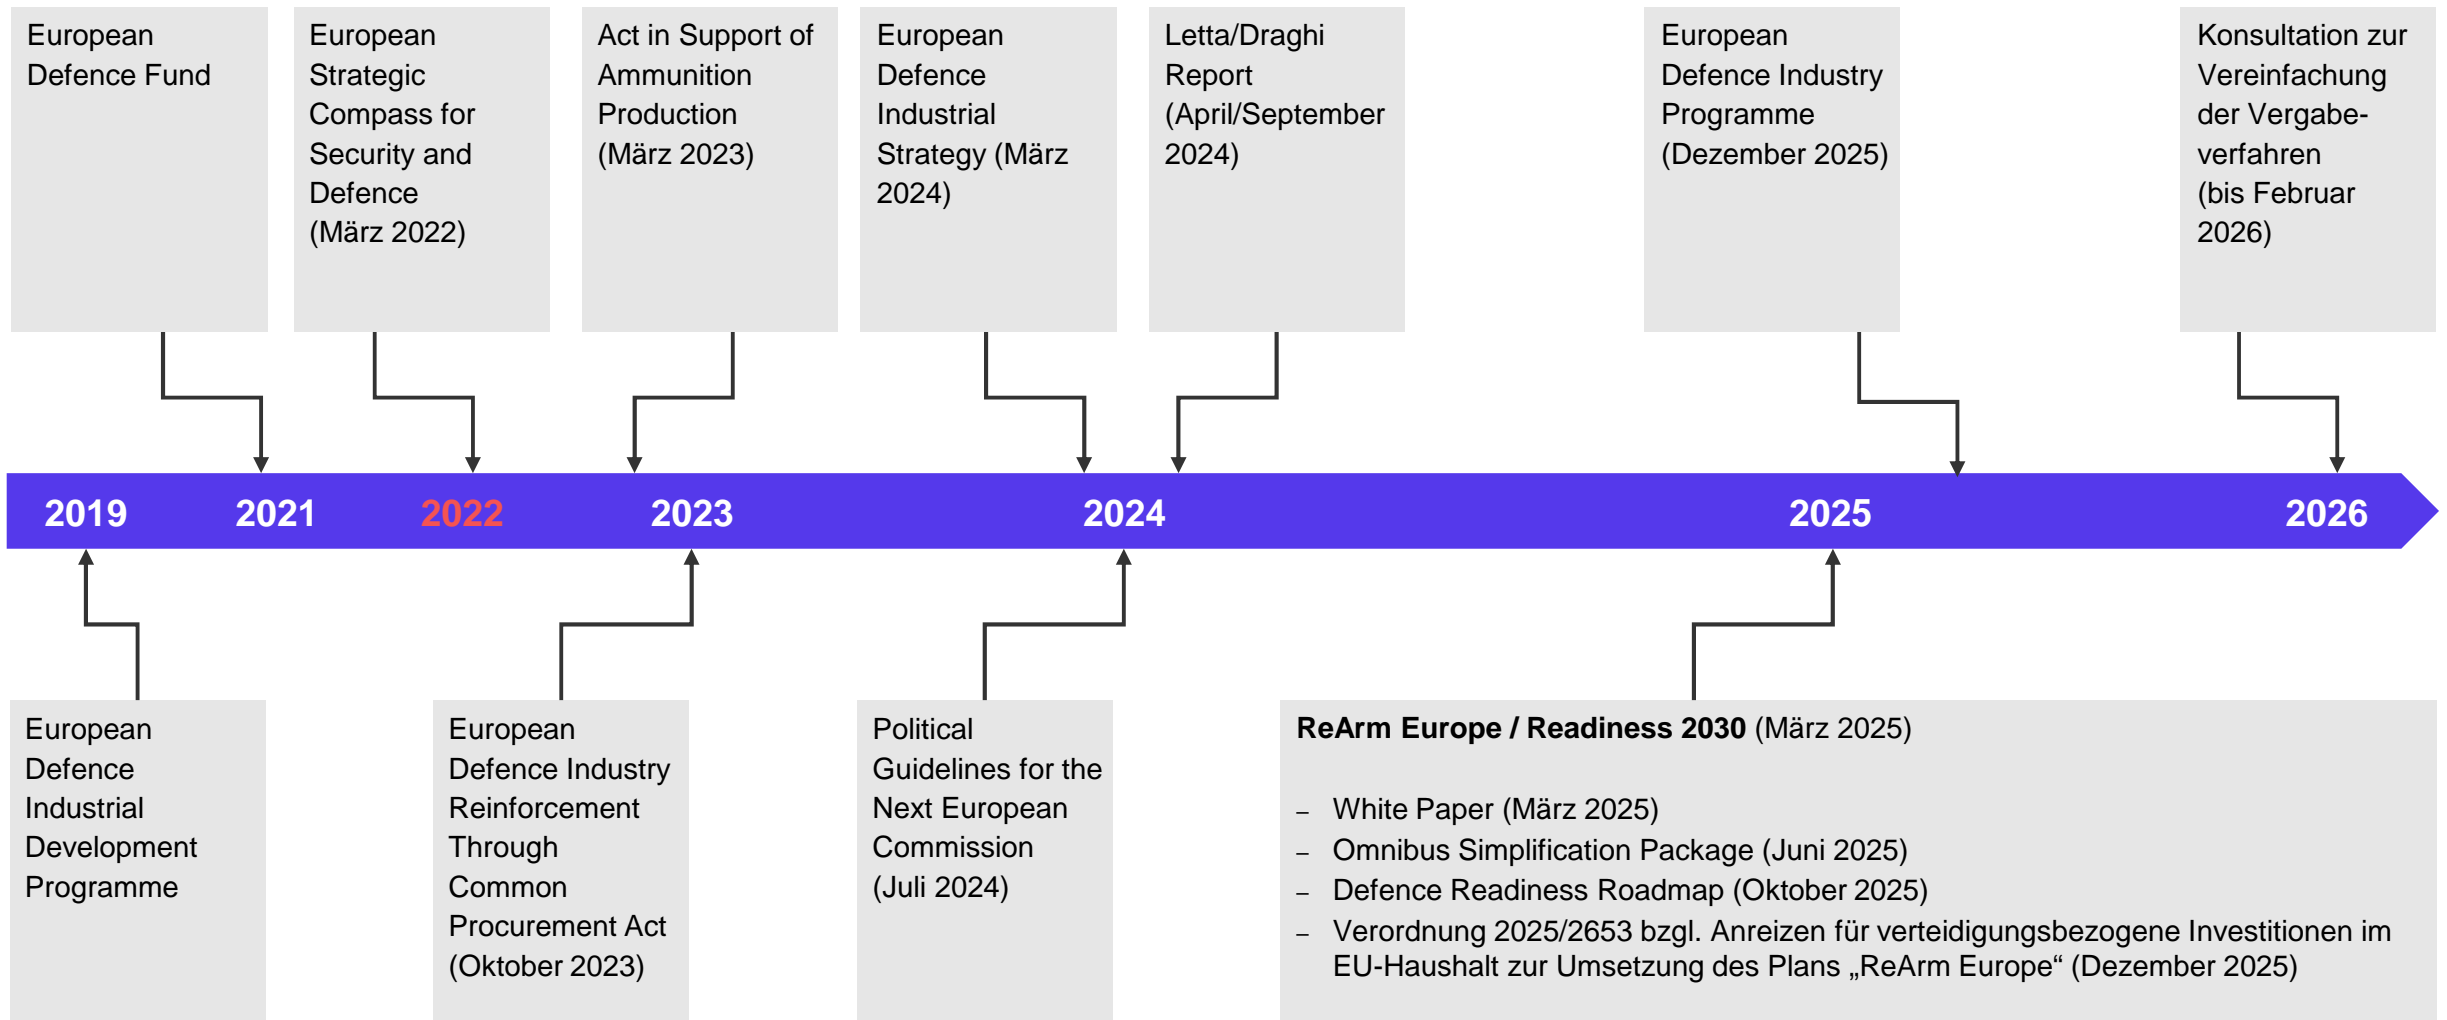 European
Defence Fund
European
Strategic
Compass for
Security and
Defence
(März 2022)
Act in Support of
Ammunition
Production
(März 2023)
European
Defence
Industrial
Strategy (März
2024)
Letta/Draghi
Report
(April/September
2024)
European
Defence Industry
Programme
(Dezember 2025)
Konsultation zur
Vereinfachung
der Vergabe-
verfahren
(bis Februar
2026)
2019 2021 2022 2023 2024 2025 2026
European
Defence
Industrial
Development
Programme
European
Defence Industry
Reinforcement
Through
Common
Procurement Act
(Oktober 2023)
Political
Guidelines for the
Next European
Commission
(Juli 2024)
ReArm Europe / Readiness 2030 (März 2025)
– White Paper (März 2025)
– Omnibus Simplification Package (Juni 2025)
– Defence Readiness Roadmap (Oktober 2025)
– Verordnung 2025/2653 bzgl. Anreizen für verteidigungsbezogene Investitionen im
EU-Haushalt zur Umsetzung des Plans „ReArm Europe“ (Dezember 2025)